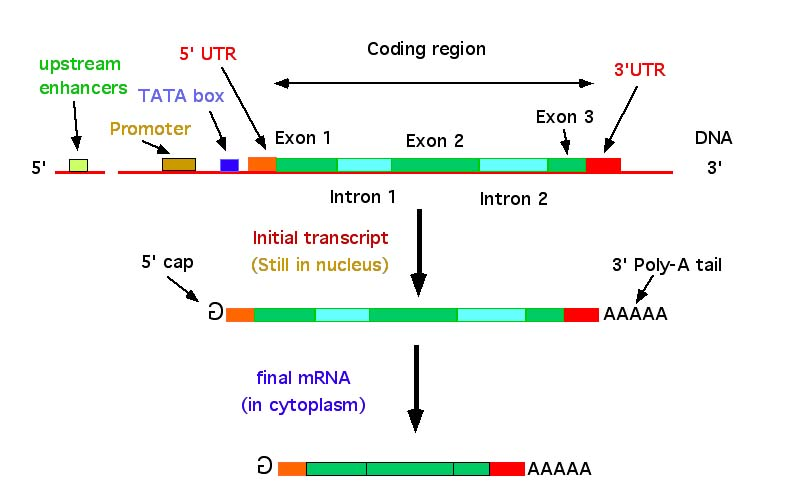 Coding region
5' UTR
upstream
enhancers
3'UTR
TATA box
Promoter
Exon 1
Exon 2
Exon 3
DNA
5'
3'
Intron 1
Intron 2
Initial transcript
(Still in nucleus)
5' cap
3' Poly-A tail
G
AAAAA
final mRNA
(in cytoplasm)
G
AAAAA